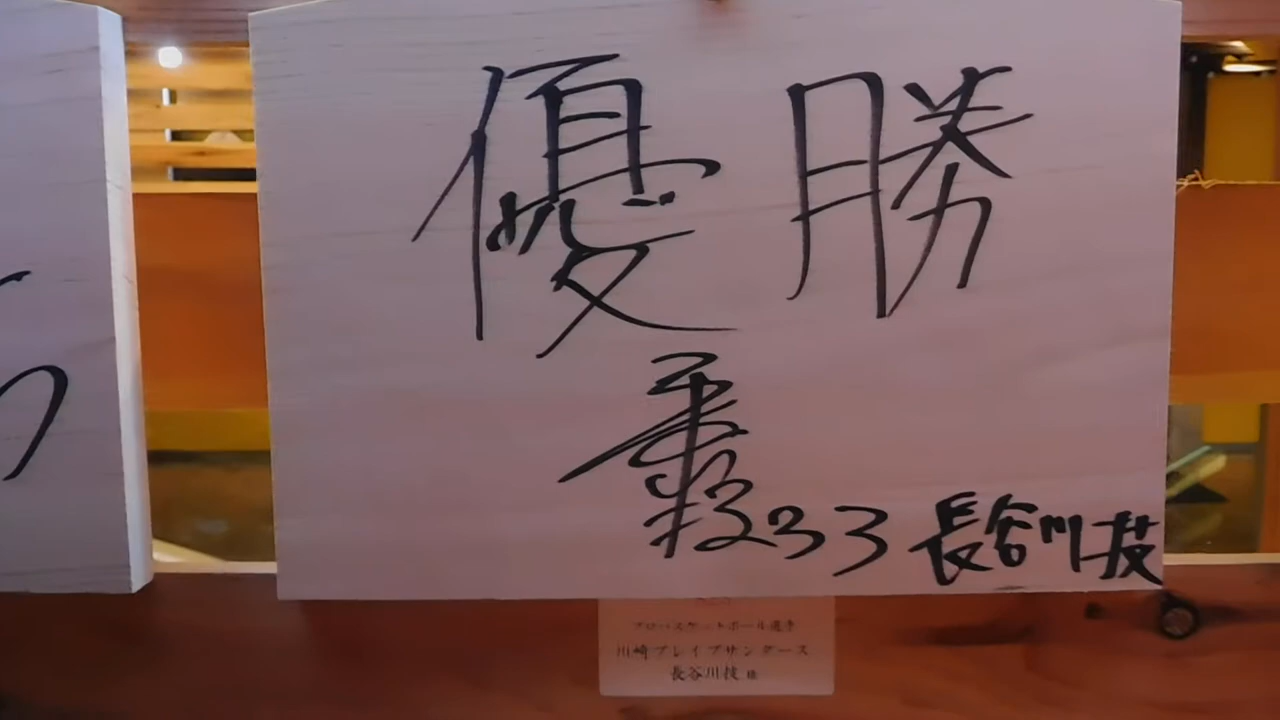 優勝
33 長谷川技
プロバスケットボール選手
川崎ブレイブサンダース
長谷川技 様